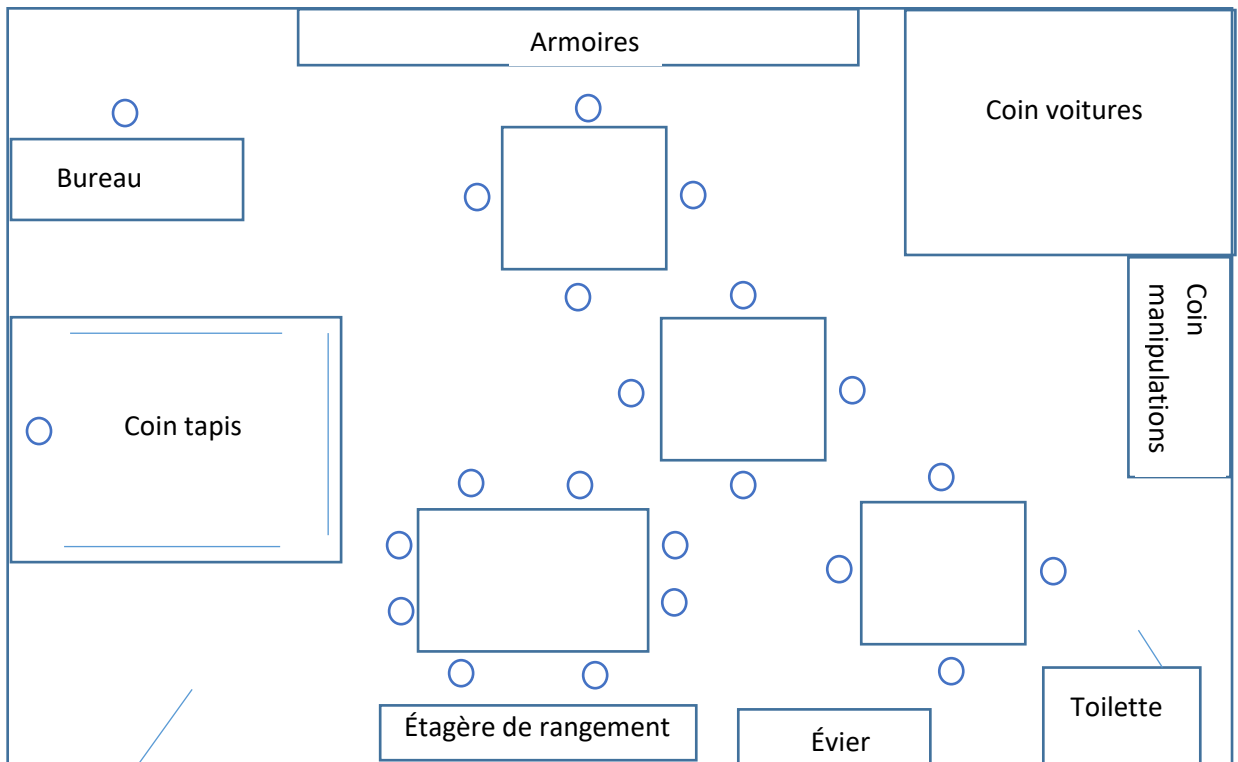 Armoires
Coin voitures
Bureau
Coin
manipulations
Coin tapis
Étagère de rangement
Évier
Toilette